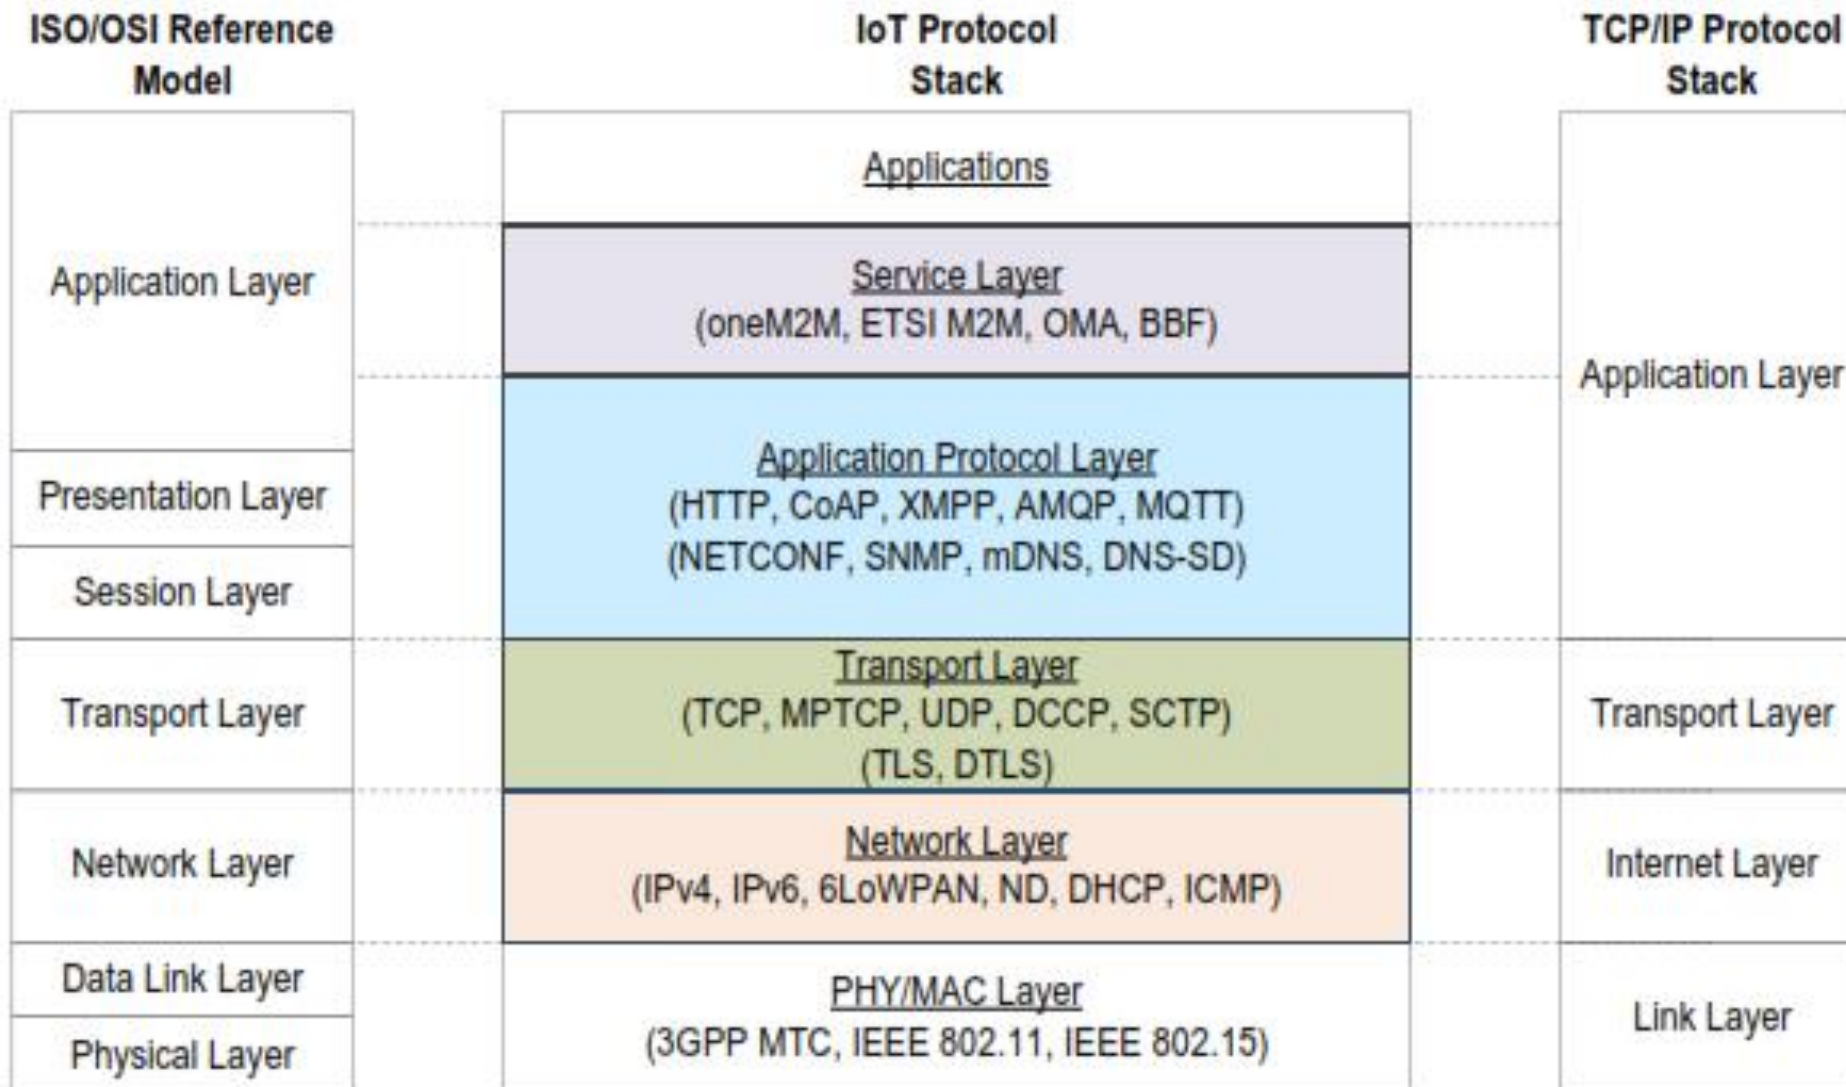 ISO/OSI Reference
Model
IoT Protocol
Stack
TCP/IP Protocol
Stack
Application Layer
Presentation Layer
Session Layer
Transport Layer
Network Layer
Data Link Layer
Physical Layer
Applications
Service Layer
(oneM2M, ETSI M2M, OMA, BBF)
Application Protocol Layer
(HTTP, CoAP, XMPP, AMQP, MQTT)
(NETCONF, SNMP, mDNS, DNS-SD)
Transport Layer
(TCP, MPTCP, UDP, DCCP, SCTP)
(TLS, DTLS)
Network Layer
(IPv4, IPv6, 6LoWPAN, ND, DHCP, ICMP)
PHY/MAC Layer
(3GPP MTC, IEEE 802.11, IEEE 802.15)
Application Layer
Transport Layer
Internet Layer
Link Layer